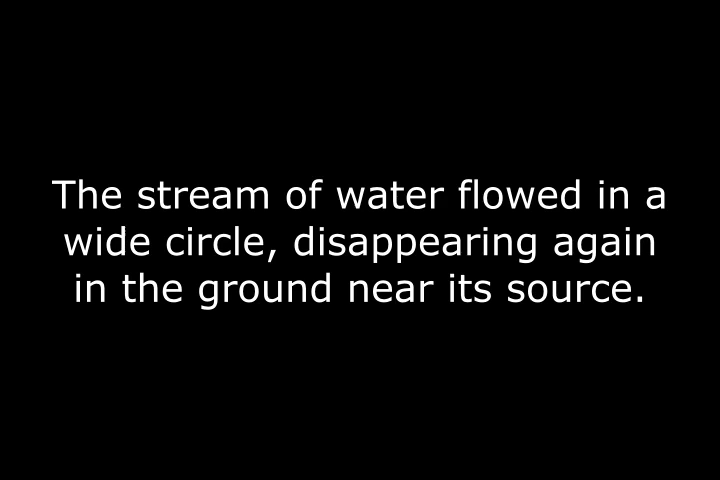 The stream of water flowed in a
wide circle, disappearing again
in the ground near its source.